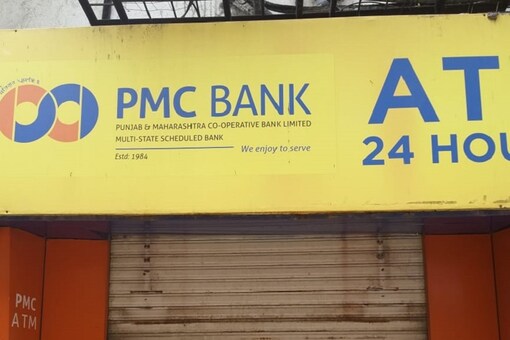 PMC BANK
PUNJAB & MAHARASHTRA CO-OPERATIVE BANK LIMITED
MULTI-STATE SCHEDULED BANK
Estd: 1984
We enjoy to serve
AT
24 HOU
PMC
ATM